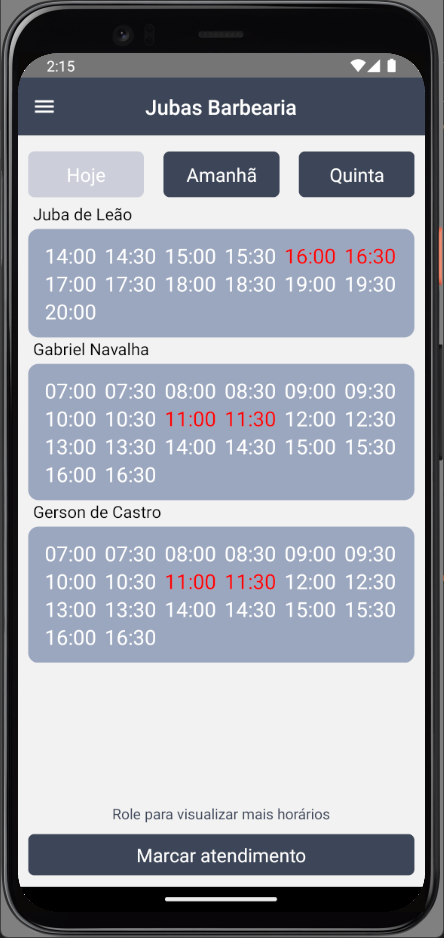 2:15
Jubas Barbearia
Hoje Amanhã Quinta
Juba de Leão
14:00 14:30 15:00 15:30 16:00 16:30
17:00 17:30 18:00 18:30 19:00 19:30
20:00
Gabriel Navalha
07:00 07:30 08:00 08:30 09:00 09:30
10:00 10:30 11:00 11:30 12:00 12:30
13:00 13:30 14:00 14:30 15:00 15:30
16:00 16:30
Gerson de Castro
07:00 07:30 08:00 08:30 09:00 09:30
10:00 10:30 11:00 11:30 12:00 12:30
13:00 13:30 14:00 14:30 15:00 15:30
16:00 16:30
Role para visualizar mais horários
Marcar atendimento